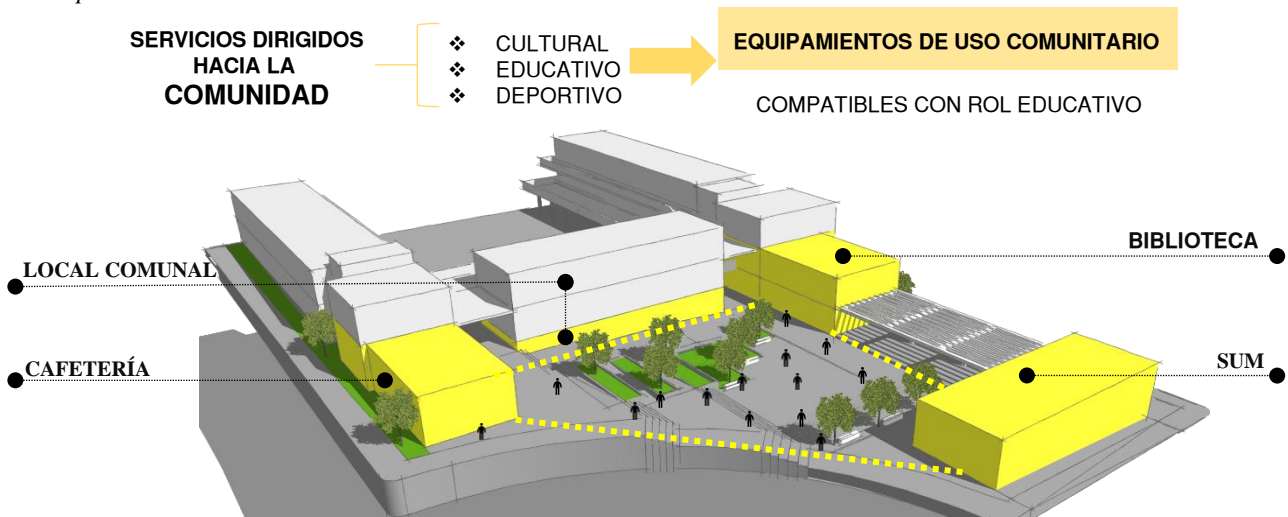 SERVICIOS DIRIGIDOS
HACIA LA
COMUNIDAD
❖ CULTURAL
❖ EDUCATIVO
❖ DEPORTIVO
EQUIPAMIENTOS DE USO COMUNITARIO
COMPATIBLES CON ROL EDUCATIVO
BIBLIOTECA
LOCAL COMUNAL
CAFETERÍA
SUM